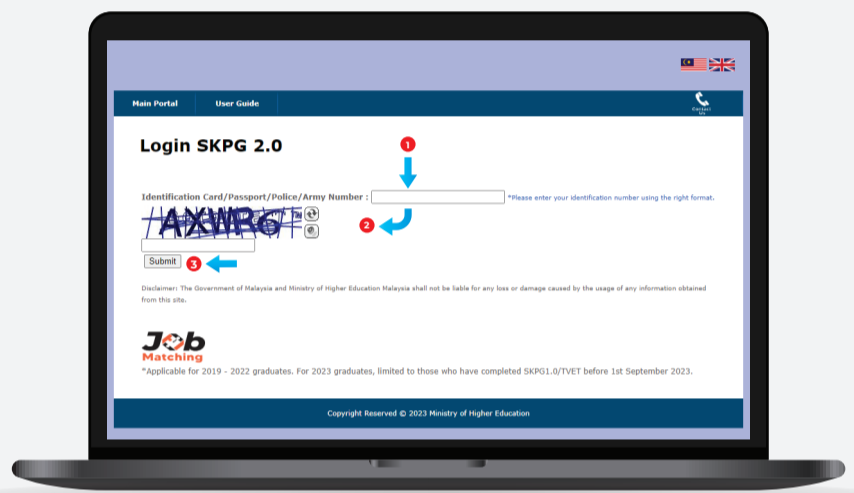 Main Portal
User Guide
Contact Us
Login SKPG 2.0
1
Identification Card/Passport/Police/Army Number :
*Please enter your identification number using the right format.
AXWR6
2
Submit
3
Disclaimer: The Government of Malaysia and Ministry of Higher Education Malaysia shall not be liable for any loss or damage caused by the usage of any information obtained
from this site.
Job
Matching
*Applicable for 2019 - 2022 graduates. For 2023 graduates, limited to those who have completed SKPG1.0/TVET before 1st September 2023.
Copyright Reserved © 2023 Ministry of Higher Education